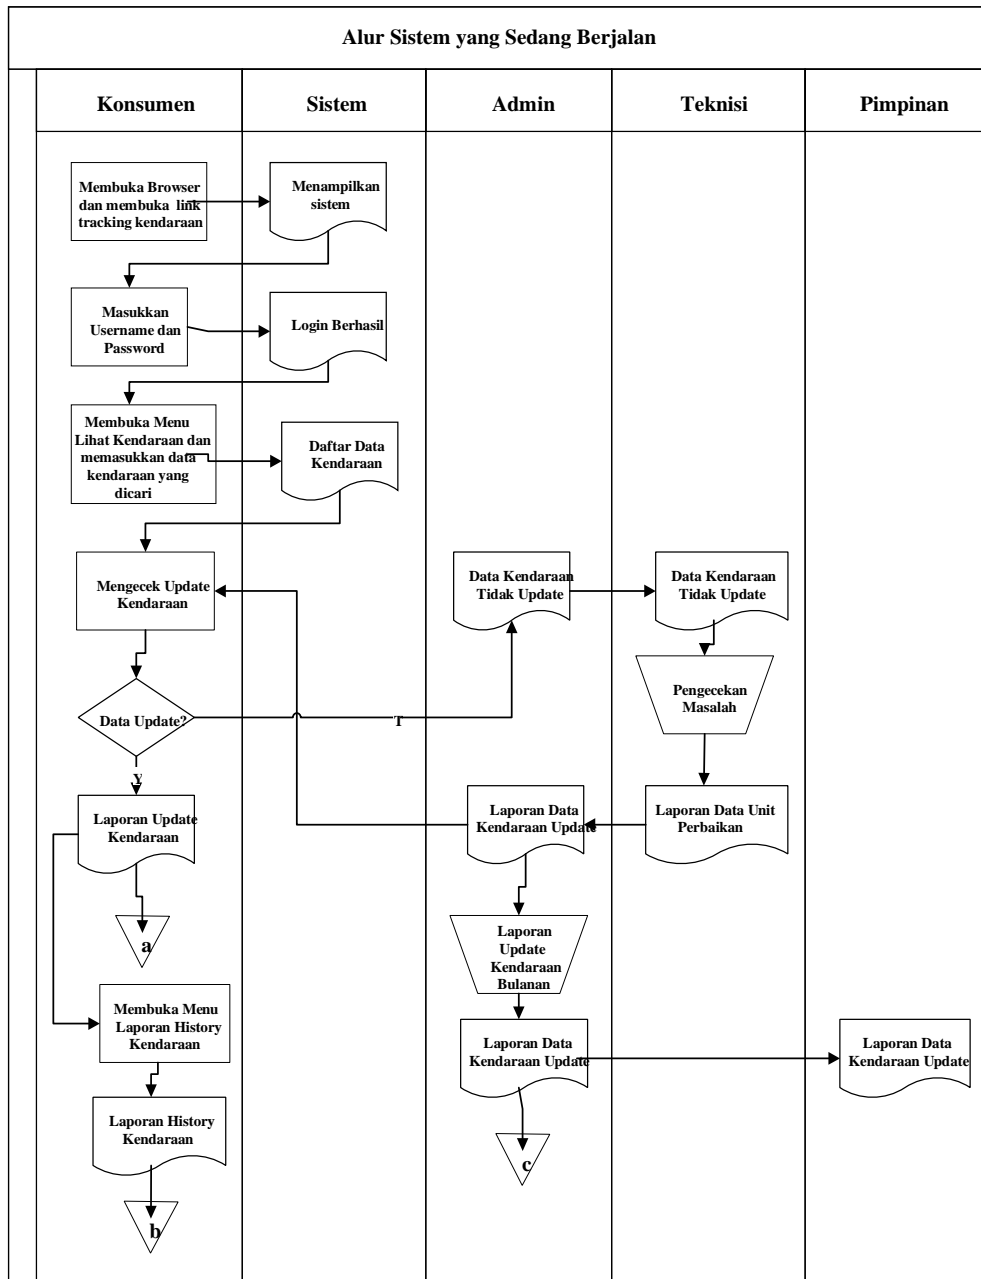 Alur Sistem yang Sedang Berjalan
Konsumen
Sistem
Admin
Teknisi
Pimpinan
Membuka Browser
dan membuka link
tracking kendaraan
Menampilkan
sistem
Masukkan
Username dan
Password
Login Berhasil
Membuka Menu
Lihat Kendaraan dan
memasukkan data
kendaraan yang
dicari
Daftar Data
Kendaraan
Mengecek Update
Kendaraan
Data Kendaraan
Tidak Update
Data Kendaraan
Tidak Update
Pengecekan
Masalah
Data Update?
T
Y
Laporan Update
Kendaraan
Laporan Data
Kendaraan Update
Laporan Data Unit
Perbaikan
a
Laporan
Update
Kendaraan
Bulanan
Membuka Menu
Laporan History
Kendaraan
Laporan Data
Kendaraan Update
Laporan Data
Kendaraan Update
Laporan History
Kendaraan
c
b